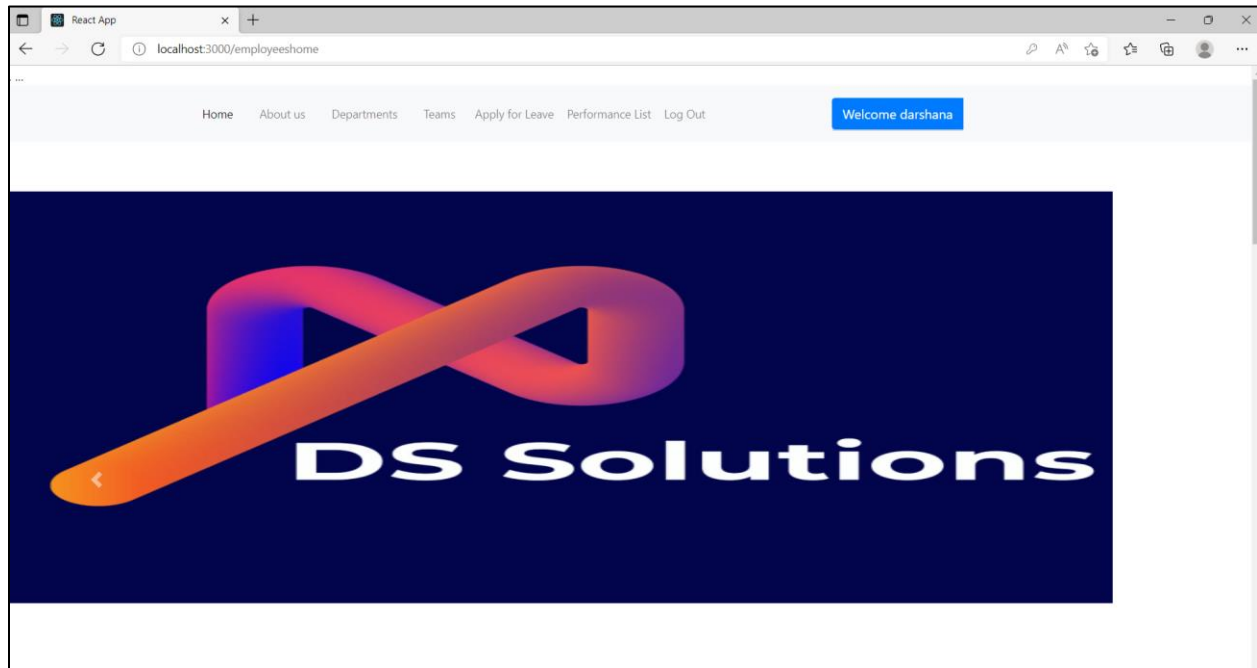 React App
localhost:3000/employeeshome
...
Home About us Departments Teams Apply for Leave Performance List Log Out Welcome darshana
DS Solutions